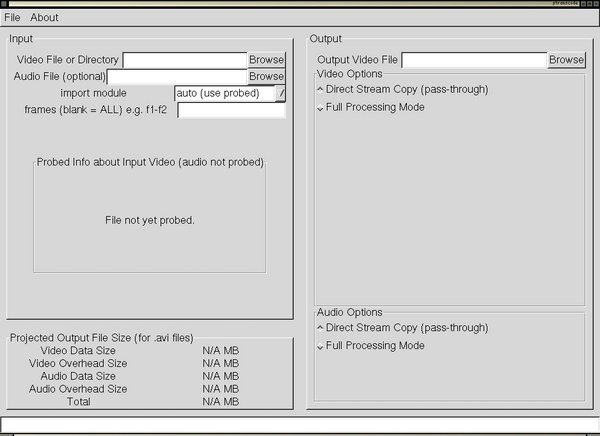 File About
Input
Video File or Directory Browse
Audio File (optional) Browse
import module auto (use probed)
frames (blank = ALL) e.g. f1-f2
Probed Info about Input Video (audio not probed)
File not yet probed.
Projected Output File Size (for .avi files)
Video Data Size N/A MB
Video Overhead Size N/A MB
Audio Data Size N/A MB
Audio Overhead Size N/A MB
Total N/A MB
Output
Output Video File Browse
Video Options
Direct Stream Copy (pass-through)
Full Processing Mode
Audio Options
Direct Stream Copy (pass-through)
Full Processing Mode